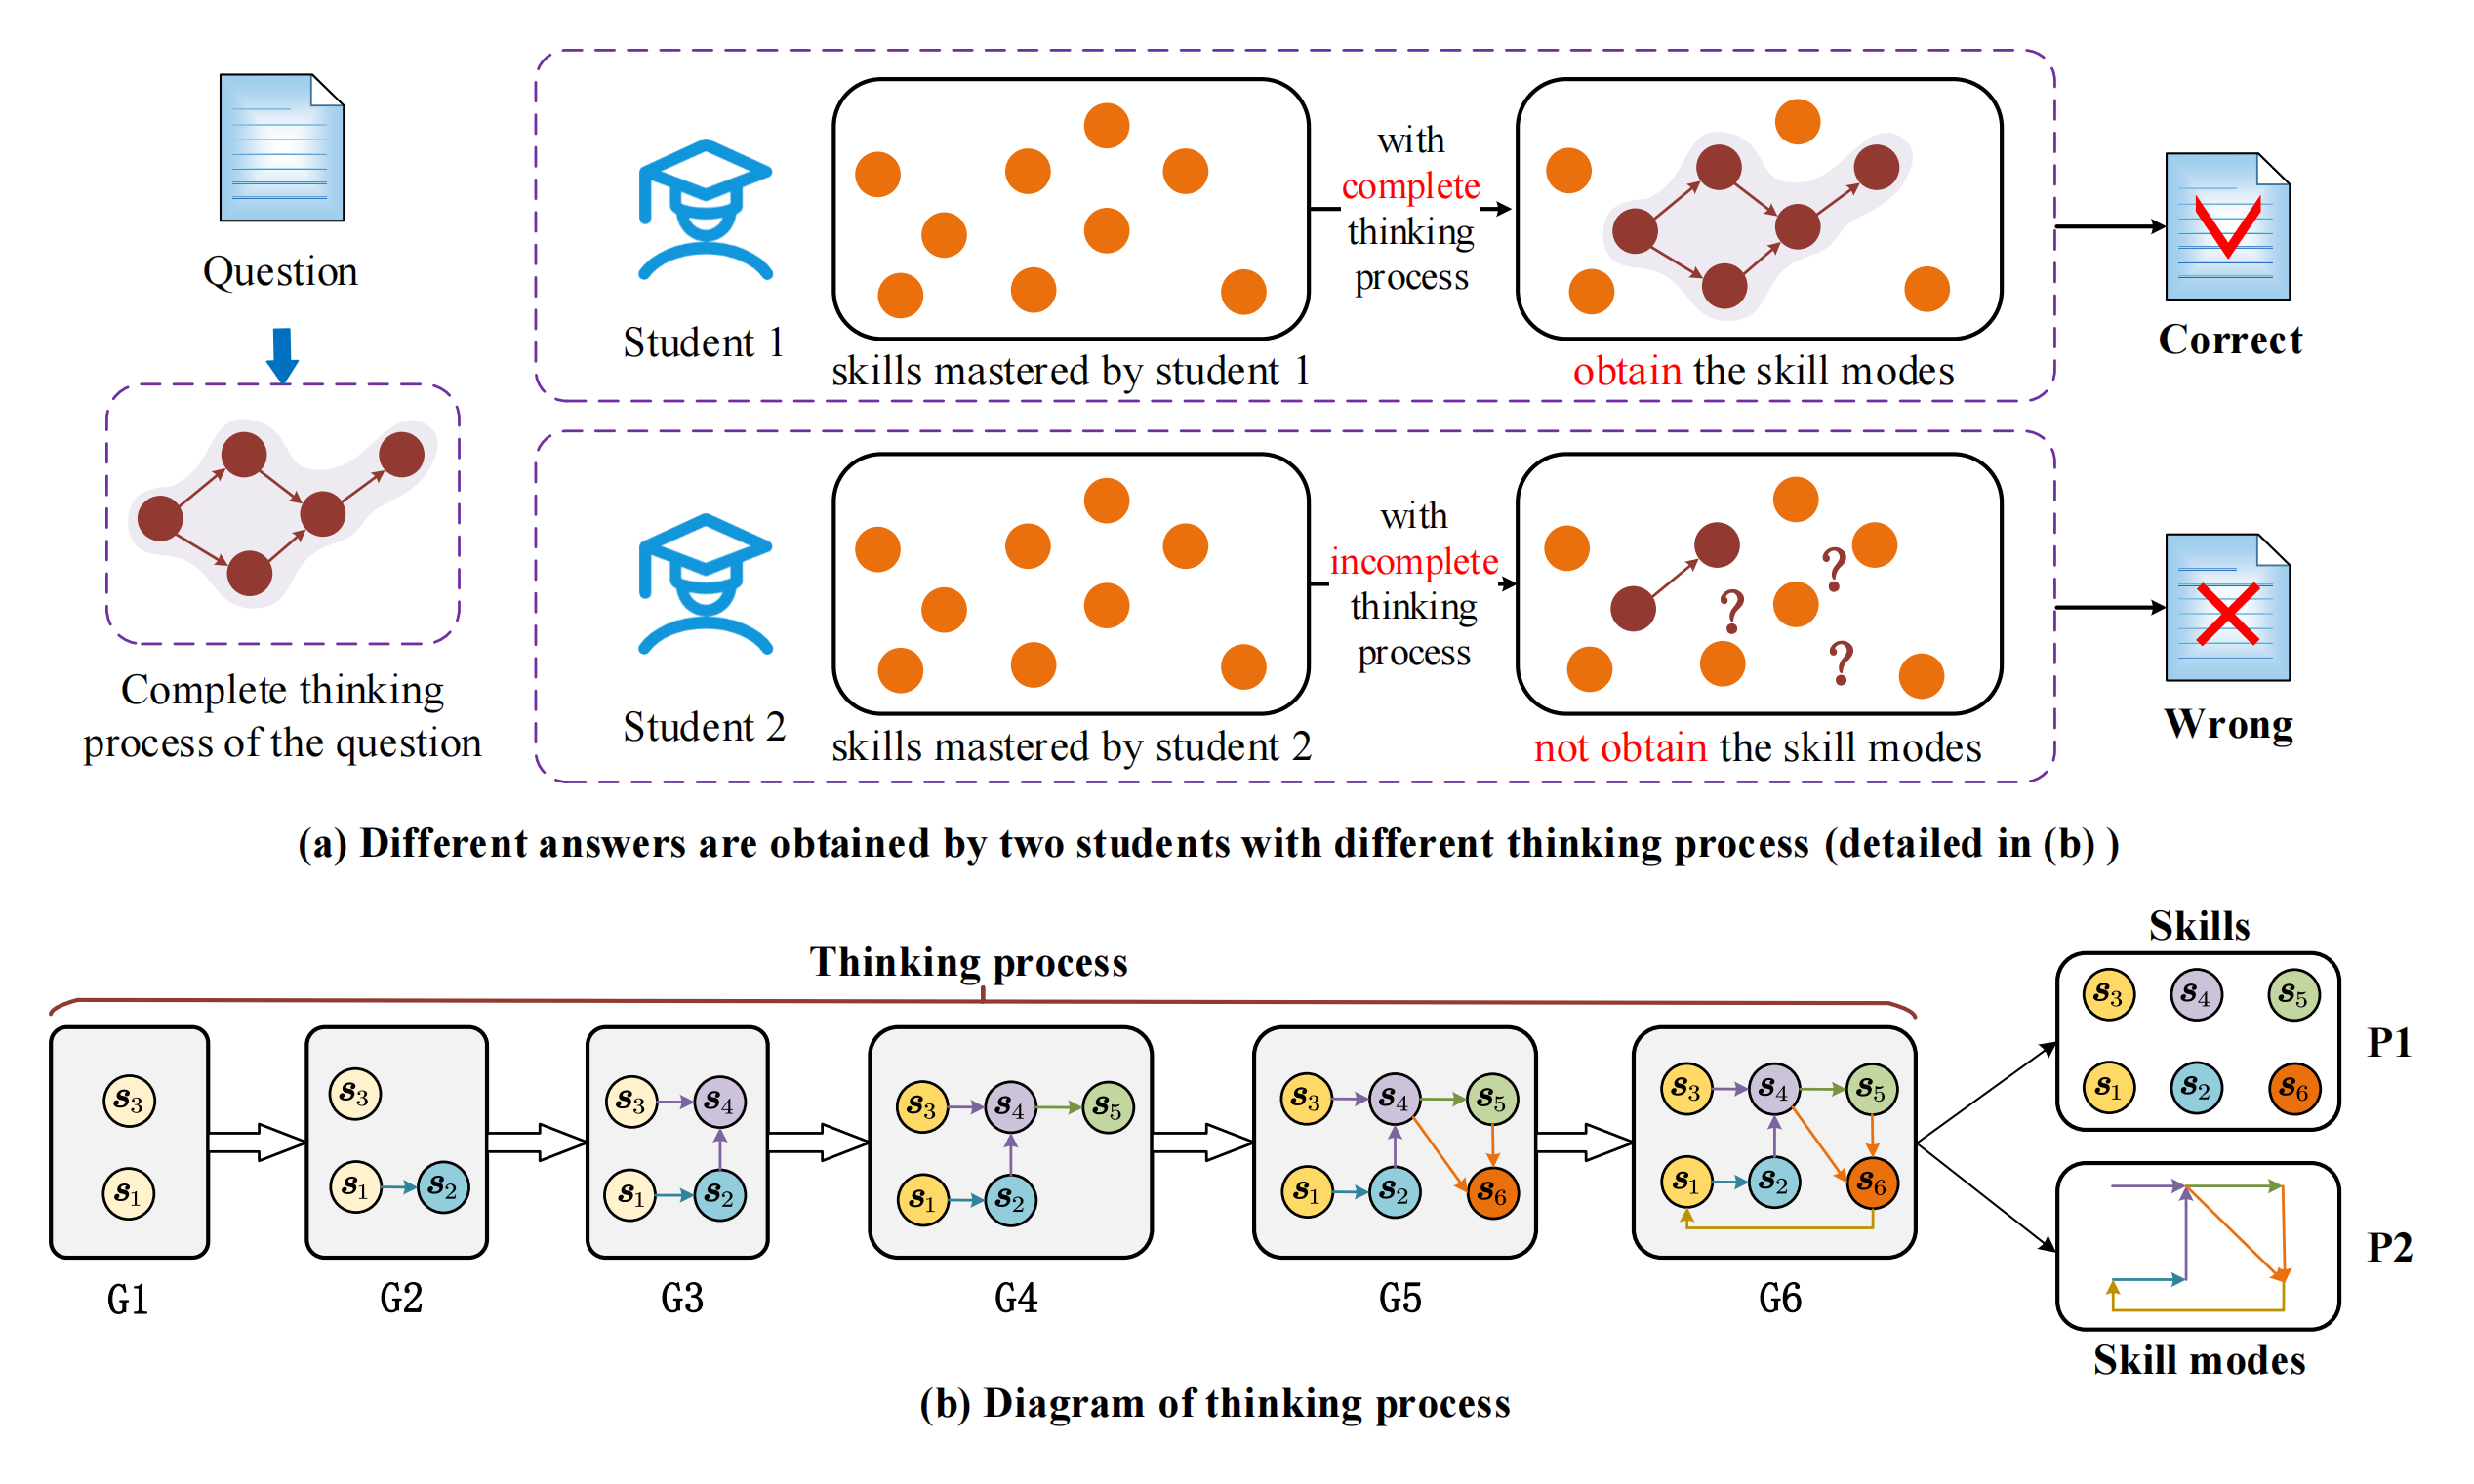 Question
Complete thinking
process of the question
Student 1
skills mastered by student 1
with
complete
thinking
process
obtain the skill modes
Correct
Student 2
skills mastered by student 2
with
incomplete
thinking
process
?
?
?
not obtain the skill modes
Wrong
(a) Different answers are obtained by two students with different thinking process (detailed in (b) )
Thinking process
s3
s1
G1
s3
s1 s2
G2
s3 s4
s1 s2
G3
s3 s4 s5
s1 s2
G4
s3 s4 s5
s1 s2 s6
G5
s3 s4 s5
s1 s2 s6
G6
Skills
s3 s4 s5
s1 s2 s6
P1
P2
Skill modes
(b) Diagram of thinking process